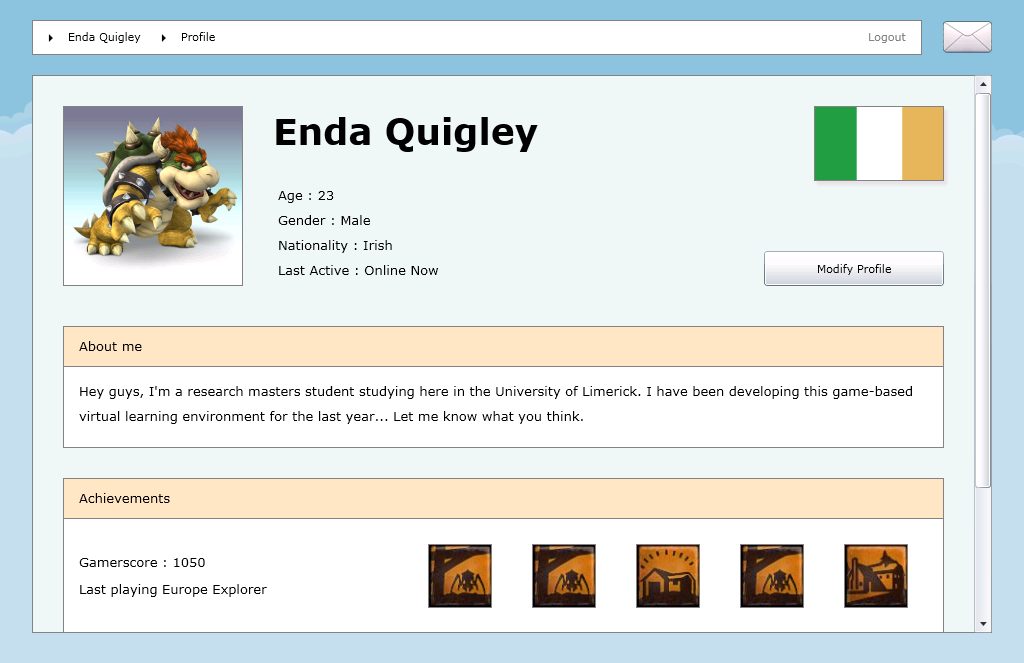 Enda Quigley Profile Logout
Enda Quigley
Age : 23
Gender : Male
Nationality : Irish
Last Active : Online Now
Modify Profile
About me
Hey guys, I'm a research masters student studying here in the University of Limerick. I have been developing this game-based
virtual learning environment for the last year... Let me know what you think.
Achievements
Gamerscore : 1050
Last playing Europe Explorer